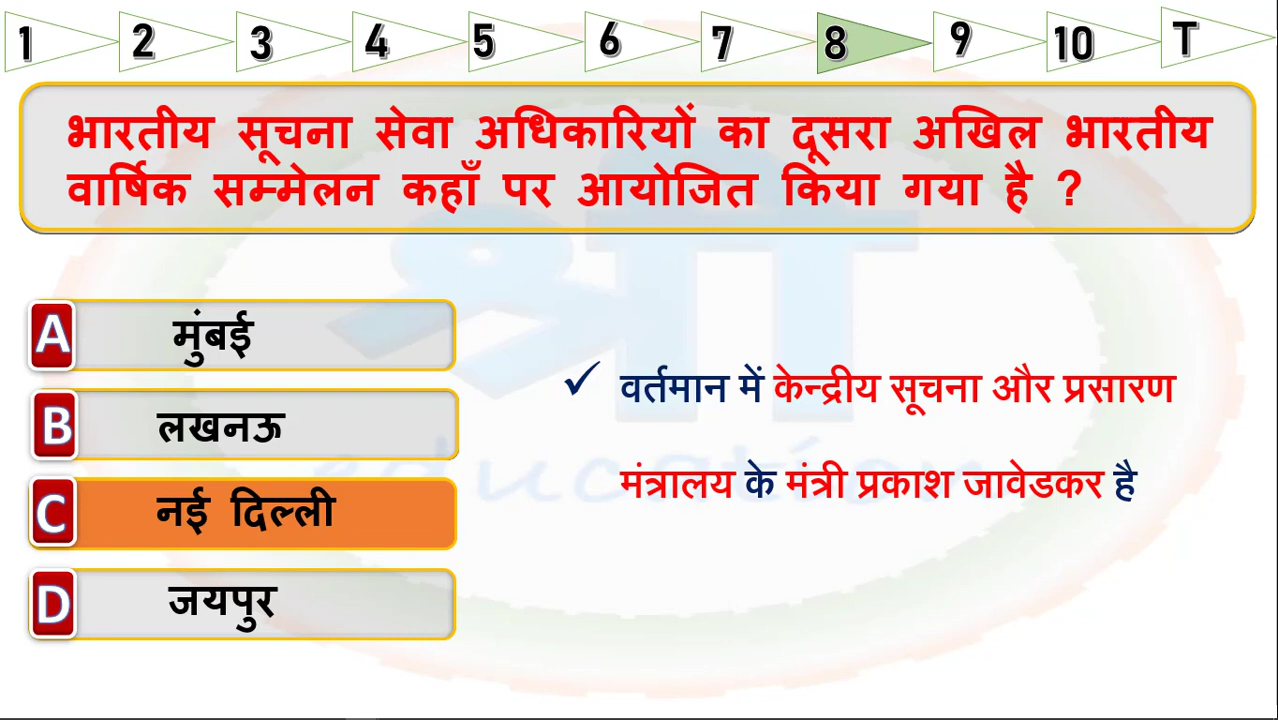 1 2 3 4 5 6 7 8 9 10 T
भारतीय सूचना सेवा अधिकारियों का दूसरा अखिल भारतीय
वार्षिक सम्मेलन कहाँ पर आयोजित किया गया है ?
A मुंबई
B लखनऊ
C नई दिल्ली
D जयपुर
✓ वर्तमान में केन्द्रीय सूचना और प्रसारण
मंत्रालय के मंत्री प्रकाश जावेडकर है
श्री
education